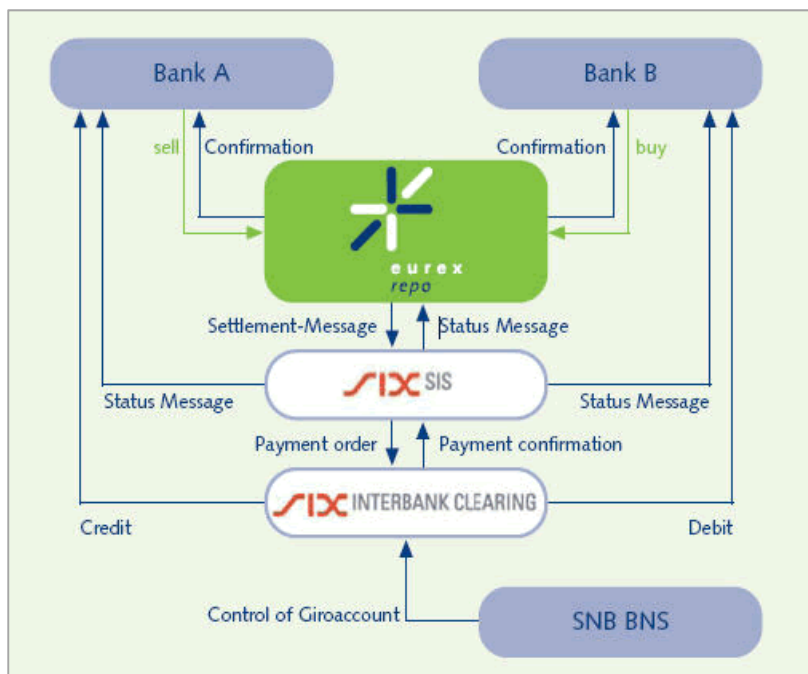 Bank A
Bank B
sell
Confirmation
Confirmation
buy
eurex
repo
Settlement-Message
Status Message
SIX SIS
Status Message
Status Message
Payment order
Payment confirmation
SIX INTERBANK CLEARING
Credit
Debit
Control of Giroaccount
SNB BNS